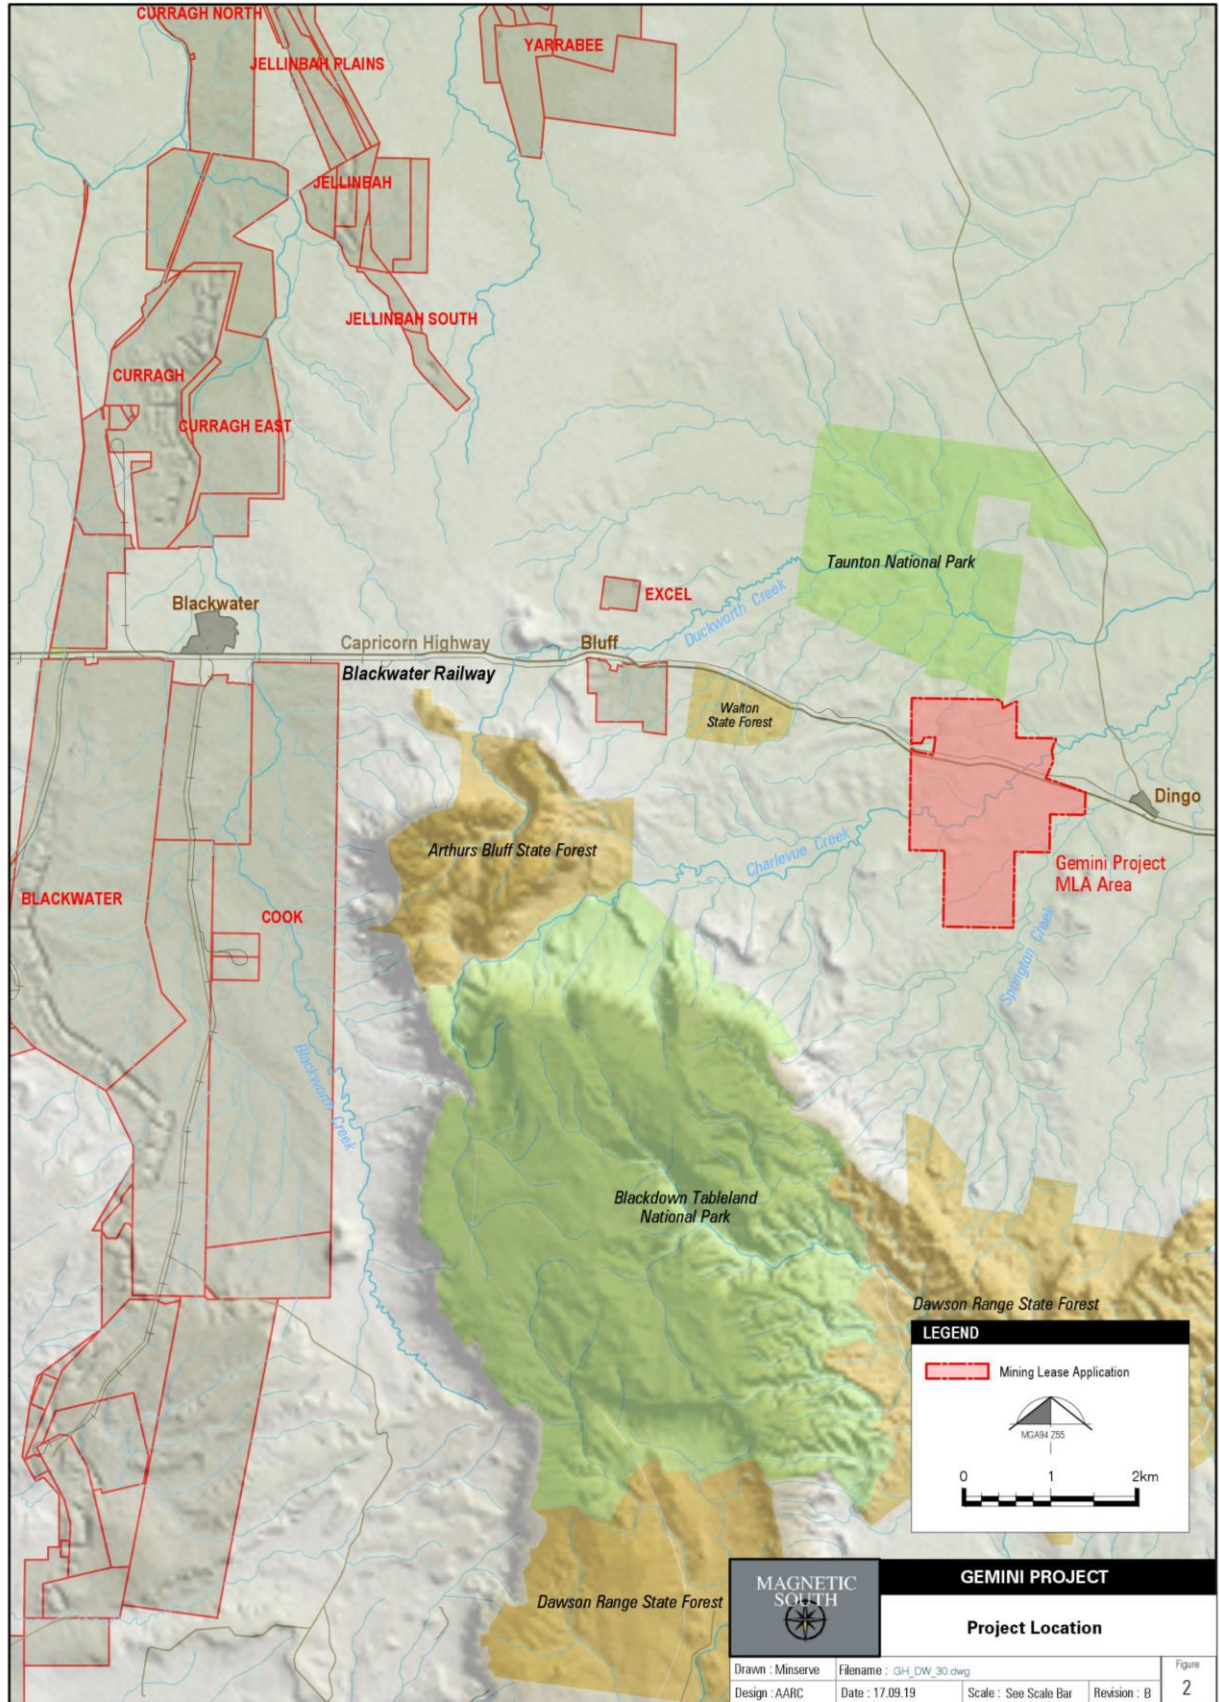 CURRAGH NORTH
JELLINBAH PLAINS
YARRABEE
JELLINBAH
JELLINBAH SOUTH
CURRAGH
CURRAGH EAST
Taunton National Park
Blackwater
EXCEL
Duckworth Creek
Capricorn Highway
Bluff
Blackwater Railway
Walton
State Forest
Dingo
Arthurs Bluff State Forest
Charlevue Creek
Gemini Project
MLA Area
BLACKWATER
COOK
Springton Creek
Blackworth Creek
Blackdown Tableland
National Park
Dawson Range State Forest
LEGEND
Mining Lease Application
MGA94 Z55
0 1 2km
Dawson Range State Forest
MAGNETIC
SOUTH
GEMINI PROJECT
Project Location
Drawn : Minserve
Filename : GH_DW_30.dwg
Figure
2
Design : AARC
Date : 17.09.19
Scale : See Scale Bar
Revision : B